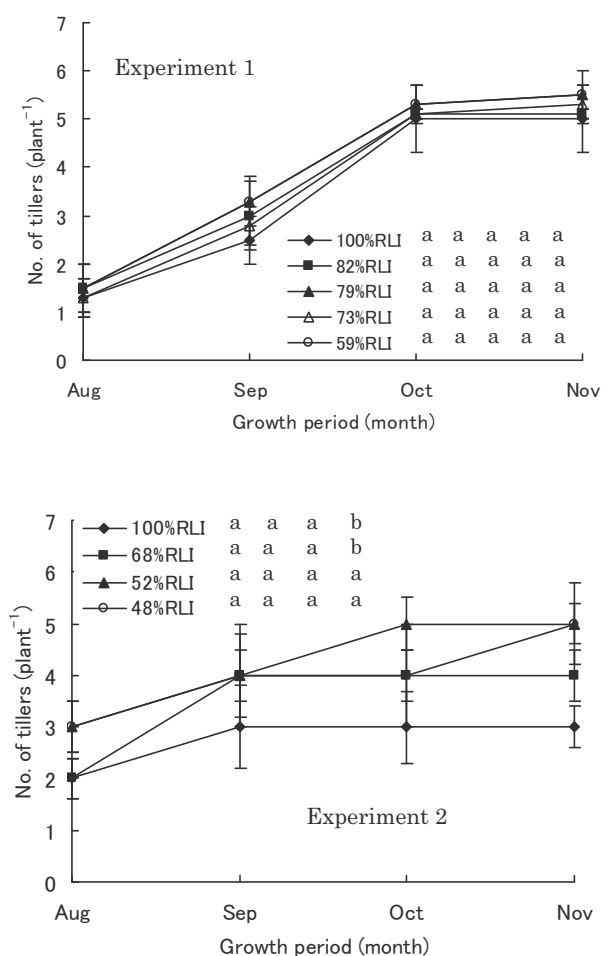 7
6
5
4
3
2
1
0
No. of tillers (plant⁻¹)
Experiment 1
100%RLI a a a a a
82%RLI a a a a a
79%RLI a a a a a
73%RLI a a a a a
59%RLI a a a a a
Aug Sep Oct Nov
Growth period (month)
7
6
5
4
3
2
1
0
No. of tillers (plant⁻¹)
100%RLI a a a b
68%RLI a a a b
52%RLI a a a a
48%RLI a a a a
Experiment 2
Aug Sep Oct Nov
Growth period (month)